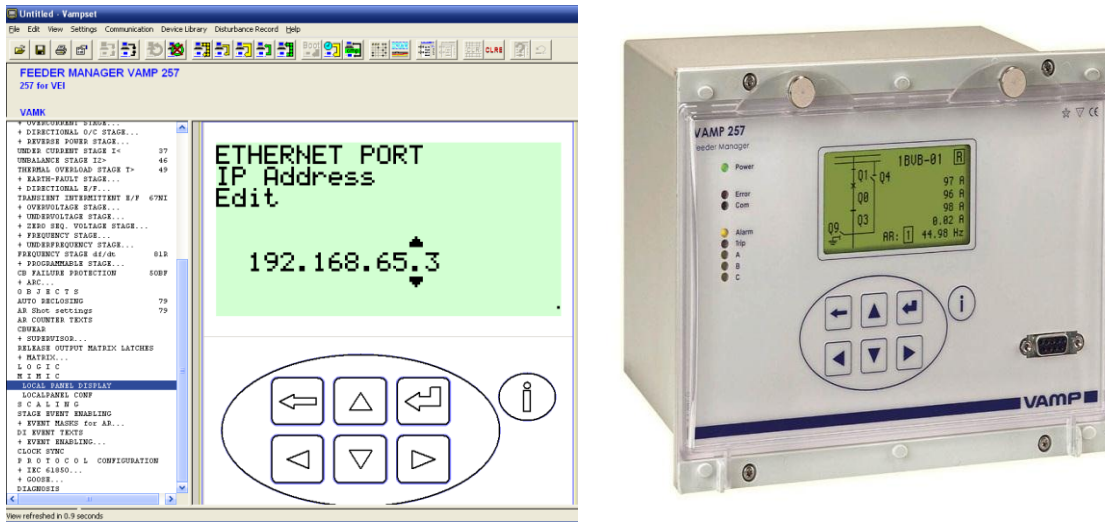 Untitled - Vampset
File Edit View Settings Communication Device Library Disturbance Record Help
Boot
CLRS
FEEDER MANAGER VAMP 257
257 for VEI
VAMK
+ OVERCURRENT STAGE...
+ DIRECTIONAL O/C STAGE...
+ REVERSE POWER STAGE...
UNDER CURRENT STAGE I< 37
UNBALANCE STAGE I2> 46
THERMAL OVERLOAD STAGE T> 49
+ EARTH-FAULT STAGE...
+ DIRECTIONAL E/F...
TRANSIENT INTERMITTENT E/F 67NI
+ OVERVOLTAGE STAGE...
+ UNDERVOLTAGE STAGE...
+ ZERO SEQ. VOLTAGE STAGE...
+ FREQUENCY STAGE...
+ UNDERFREQUENCY STAGE...
FREQUENCY STAGE df/dt 81R
+ PROGRAMMABLE STAGE...
CB FAILURE PROTECTION 50BF
+ ARC...
O B J E C T S
AUTO RECLOSING 79
AR Shot settings 79
AR COUNTER TEXTS
CBWEAR
+ SUPERVISOR...
RELEASE OUTPUT MATRIX LATCHES
+ MATRIX...
L O G I C
M I M I C
LOCAL PANEL DISPLAY
LOCALPANEL CONF
S C A L I N G
STAGE EVENT ENABLING
+ EVENT MASKS for AR...
DI EVENT TEXTS
+ EVENT ENABLING...
CLOCK SYNC
P R O T O C O L CONFIGURATION
+ IEC 61850...
+ GOOSE...
DIAGNOSIS
View refreshed in 0.9 seconds
ETHERNET PORT
IP Address
Edit
192.168.65.3
i
VAMP 257
Feeder Manager
Power
Error
Com
Alarm
Trip
A
B
C
1BUB-01 R
Q1 Q4
97 A
Q0 96 A
98 A
Q9 Q3 0.02 A
AR: 1 44.98 Hz
i
CE
VAMP